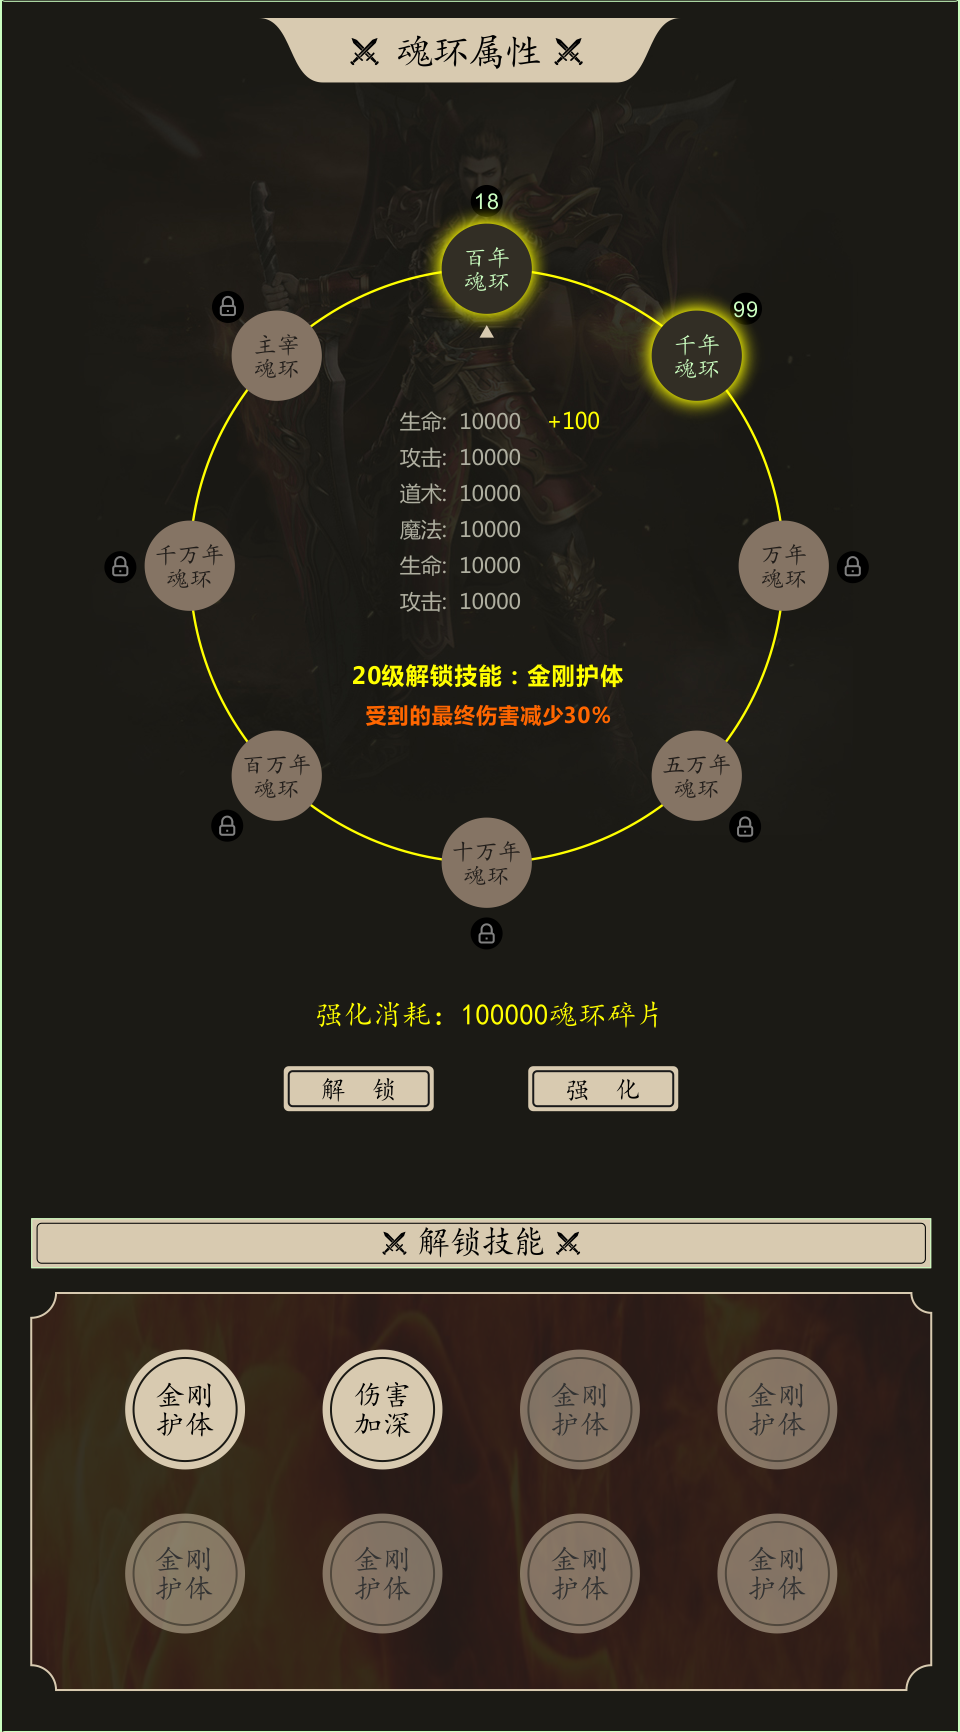 魂环属性
18
百年
魂环
99
千年
魂环
主宰
魂环
生命: 10000 +100
攻击: 10000
道术: 10000
魔法: 10000
生命: 10000
攻击: 10000
千万年
魂环
万年
魂环
20级解锁技能：金刚护体
受到的最终伤害减少30%
百万年
魂环
五万年
魂环
十万年
魂环
强化消耗: 100000魂环碎片
解 锁
强 化
解锁技能
金刚
护体
伤害
加深
金刚
护体
金刚
护体
金刚
护体
金刚
护体
金刚
护体
金刚
护体